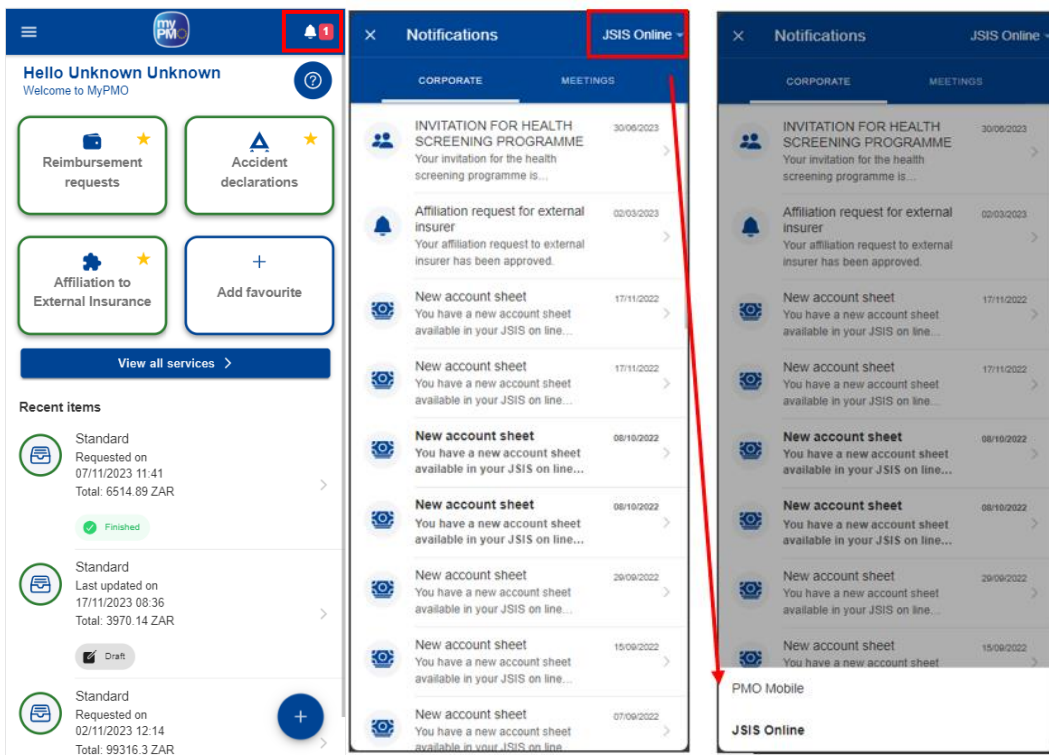 my
PMO
1
Hello Unknown Unknown
Welcome to MyPMO
?
Reimbursement
requests
Accident
declarations
Affiliation to
External Insurance
+
Add favourite
View all services >
Recent items
Standard
Requested on
07/11/2023 11:41
Total: 6514.89 ZAR
Finished
Standard
Last updated on
17/11/2023 08:36
Total: 3970.14 ZAR
Draft
Standard
Requested on
02/11/2023 12:14
Total: 99316.3 ZAR
+
× Notifications JSIS Online
CORPORATE MEETINGS
INVITATION FOR HEALTH 30/06/2023
SCREENING PROGRAMME
Your invitation for the health
screening programme is...
Affiliation request for external 02/03/2023
insurer
Your affiliation request to external
insurer has been approved.
New account sheet 17/11/2022
You have a new account sheet
available in your JSIS on line...
New account sheet 17/11/2022
You have a new account sheet
available in your JSIS on line...
New account sheet 08/10/2022
You have a new account sheet
available in your JSIS on line...
New account sheet 08/10/2022
You have a new account sheet
available in your JSIS on line...
New account sheet 29/09/2022
You have a new account sheet
available in your JSIS on line...
New account sheet 15/09/2022
You have a new account sheet
available in your JSIS on line...
New account sheet 07/09/2022
You have a new account sheet
available in your JSIS on line
× Notifications JSIS Online
CORPORATE MEETINGS
INVITATION FOR HEALTH 30/06/2023
SCREENING PROGRAMME
Your invitation for the health
screening programme is...
Affiliation request for external 02/03/2023
insurer
Your affiliation request to external
insurer has been approved.
New account sheet 17/11/2022
You have a new account sheet
available in your JSIS on line...
New account sheet 17/11/2022
You have a new account sheet
available in your JSIS on line...
New account sheet 08/10/2022
You have a new account sheet
available in your JSIS on line...
New account sheet 08/10/2022
You have a new account sheet
available in your JSIS on line...
New account sheet 29/09/2022
You have a new account sheet
available in your JSIS on line...
New account sheet 15/09/2022
You have a new account sheet
PMO Mobile
JSIS Online